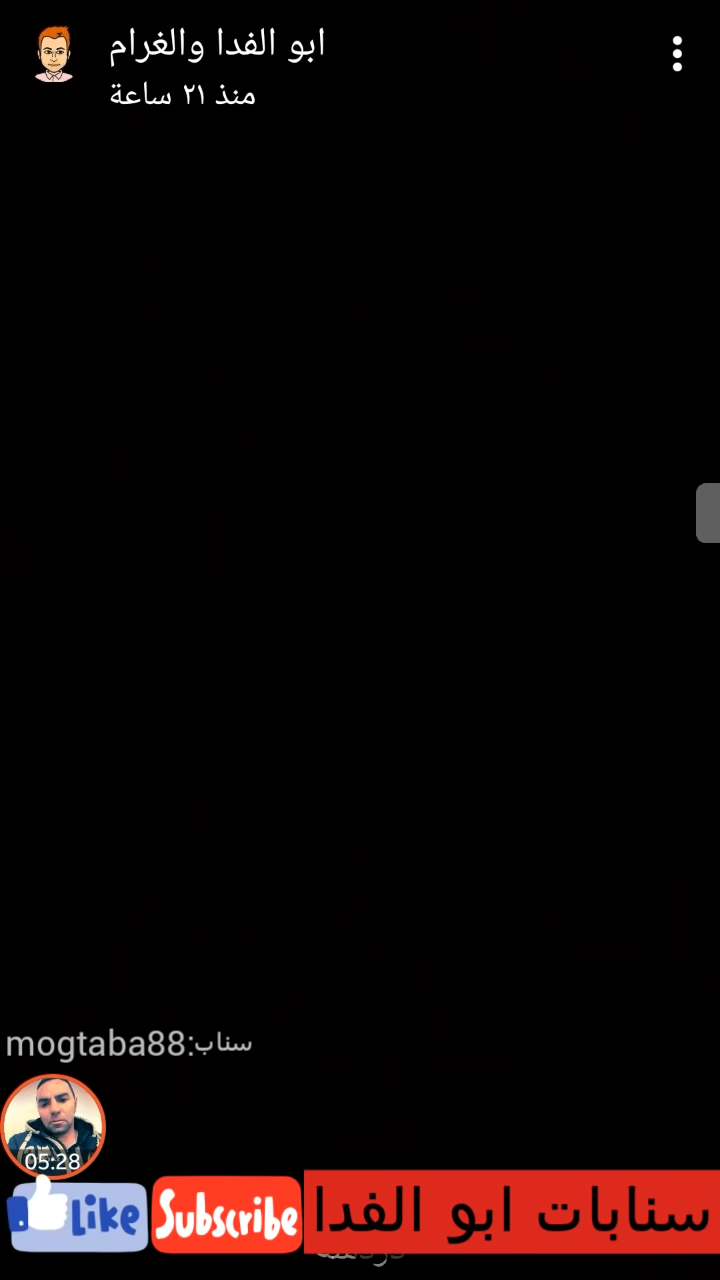 ابو الفدا والغرام
منذ ٢١ ساعة
mogtaba88:سناب
05:28
Like
Subscribe
سنابات ابو الفدا